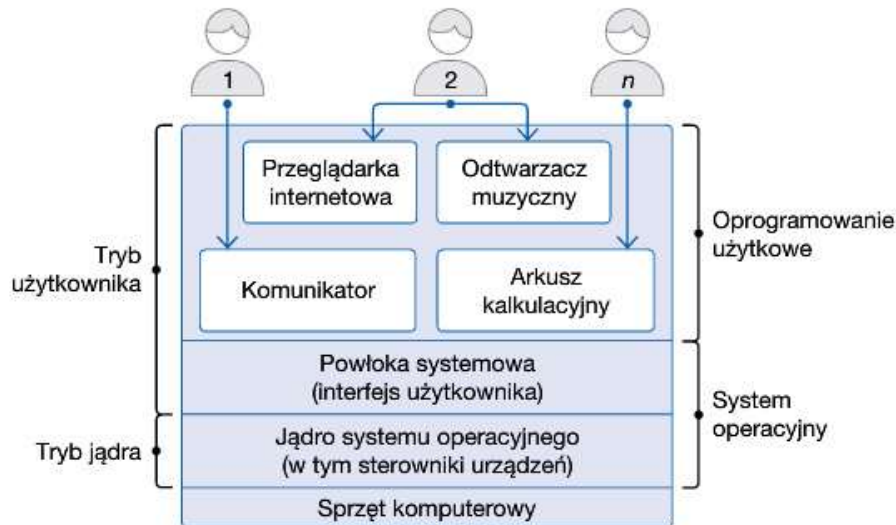 1
2
n
Przeglądarka
internetowa
Odtwarzacz
muzyczny
Tryb
użytkownika
Oprogramowanie
użytkowe
Komunikator
Arkusz
kalkulacyjny
Powłoka systemowa
(interfejs użytkownika)
System
operacyjny
Tryb jądra
Jądro systemu operacyjnego
(w tym sterowniki urządzeń)
Sprzęt komputerowy